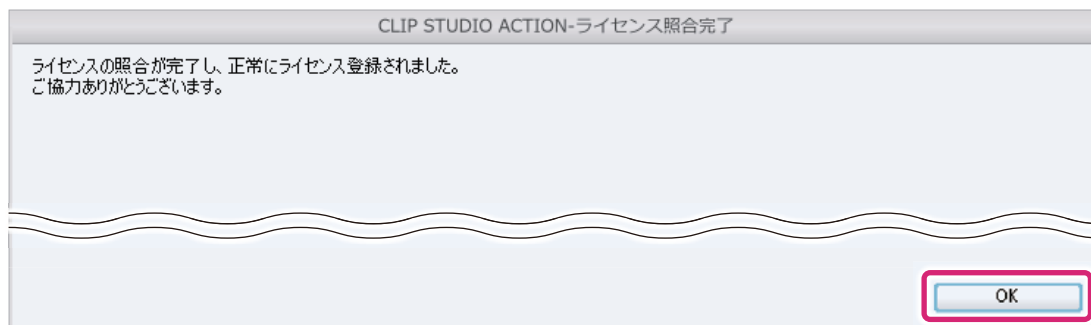 CLIP STUDIO ACTION-ライセンス照合完了
ライセンスの照合が完了し、正常にライセンス登録されました。
ご協力ありがとうございます。
OK